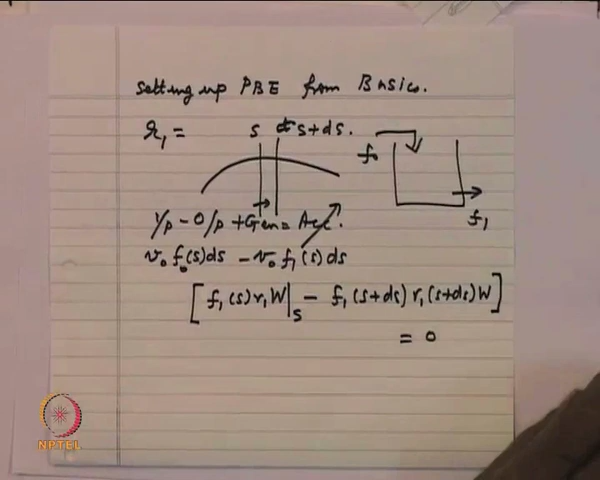 Setting up PBE from Basics.
r₁ = s s+ds.
f₀
f₁
I/p - O/p + Gen = Acc.
v₀ f₀(s)ds - v₀ f₁(s)ds
[f₁(s)r₁W|ₛ - f₁(s+ds) r₁(s+ds)W]
= 0
NPTEL